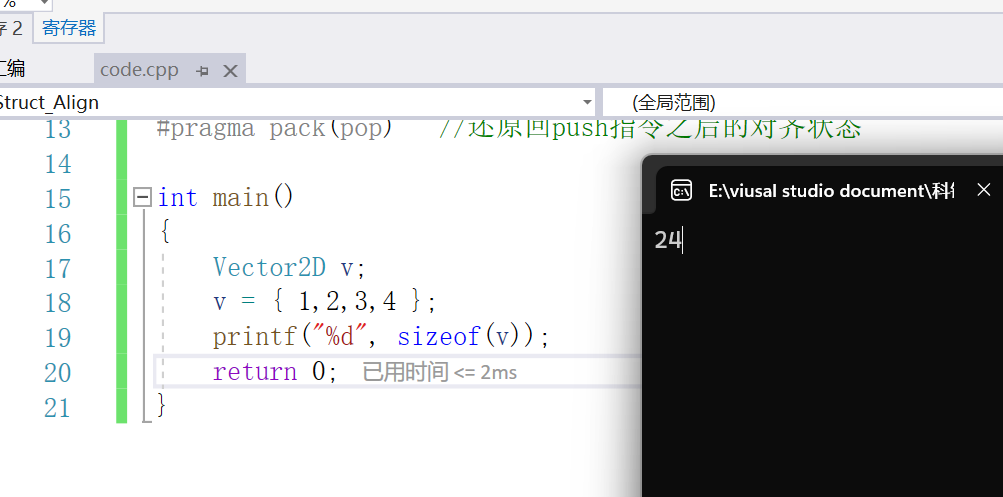 %
存 2 寄存器
汇编 code.cpp
Struct_Align (全局范围)
13 #pragma pack(pop) //还原回push指令之后的对齐状态
14
15 int main()
16 {
17 Vector2D v;
18 v = { 1,2,3,4 };
19 printf("%d", sizeof(v));
20 return 0; 已用时间 <= 2ms
21 }
E:\viusal studio document\科
24